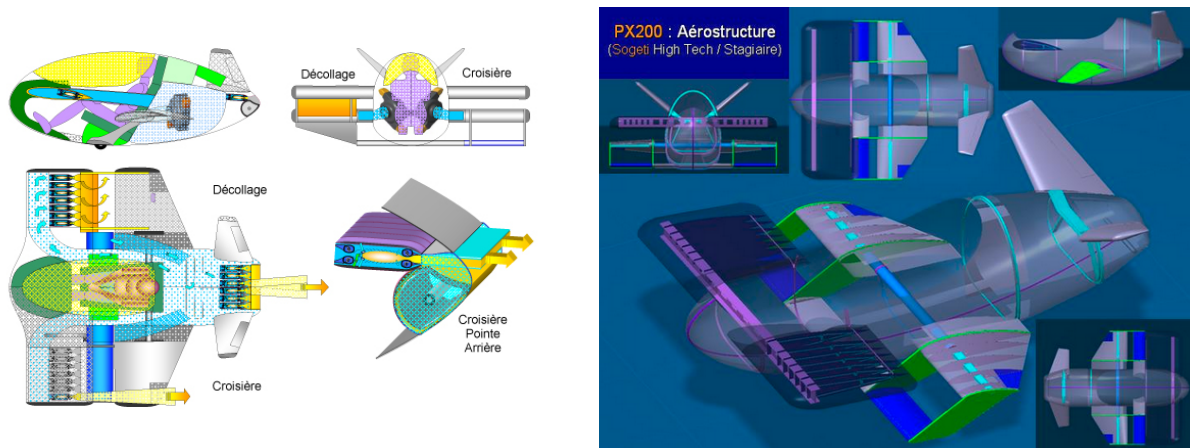 Décollage
Croisière
Décollage
Croisière
Pointe
Arrière
Croisière
PX200 : Aérostructure
(Sogeti High Tech / Stagiaire)